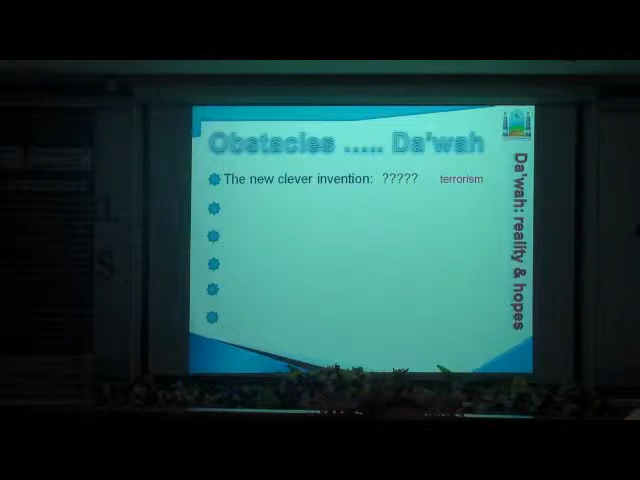 Obstacles ..... Da'wah
The new clever invention: ????? terrorism
Da'wah: reality & hopes